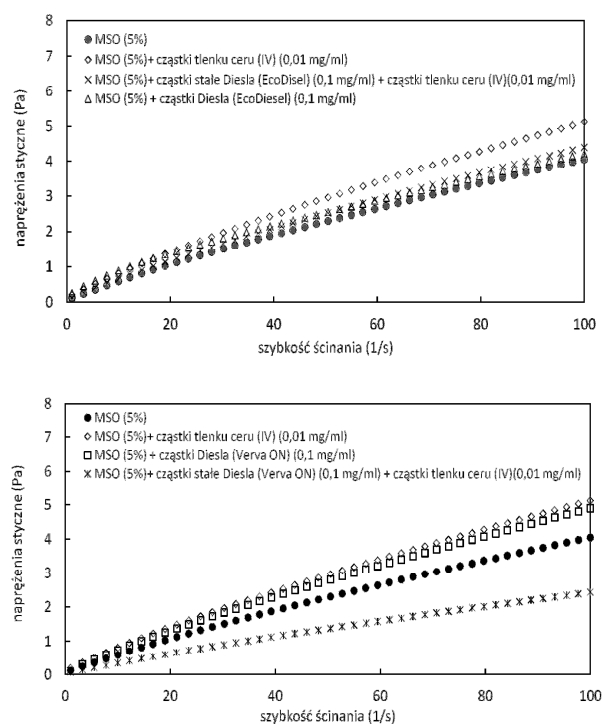 8
7
6
5
4
3
2
1
0
naprężenia styczne (Pa)
MSO (5%)
MSO (5%)+ cząstki tlenku ceru (IV) (0,01 mg/ml)
MSO (5%)+ cząstki stałe Diesla (EcoDisel) (0,1 mg/ml) + cząstki tlenku ceru (IV)(0,01 mg/ml)
MSO (5%) + cząstki Diesla (EcoDiesel) (0,1 mg/ml)
0 20 40 60 80 100
szybkość ścinania (1/s)
8
7
6
5
4
3
2
1
0
naprężenia styczne (Pa)
MSO (5%)
MSO (5%)+ cząstki tlenku ceru (IV) (0,01 mg/ml)
MSO (5%) + cząstki Diesla (Verva ON) (0,1 mg/ml)
MSO (5%)+ cząstki stałe Diesla (Verva ON) (0,1 mg/ml) + cząstki tlenku ceru (IV)(0,01 mg/ml)
0 20 40 60 80 100
szybkość ścinania (1/s)